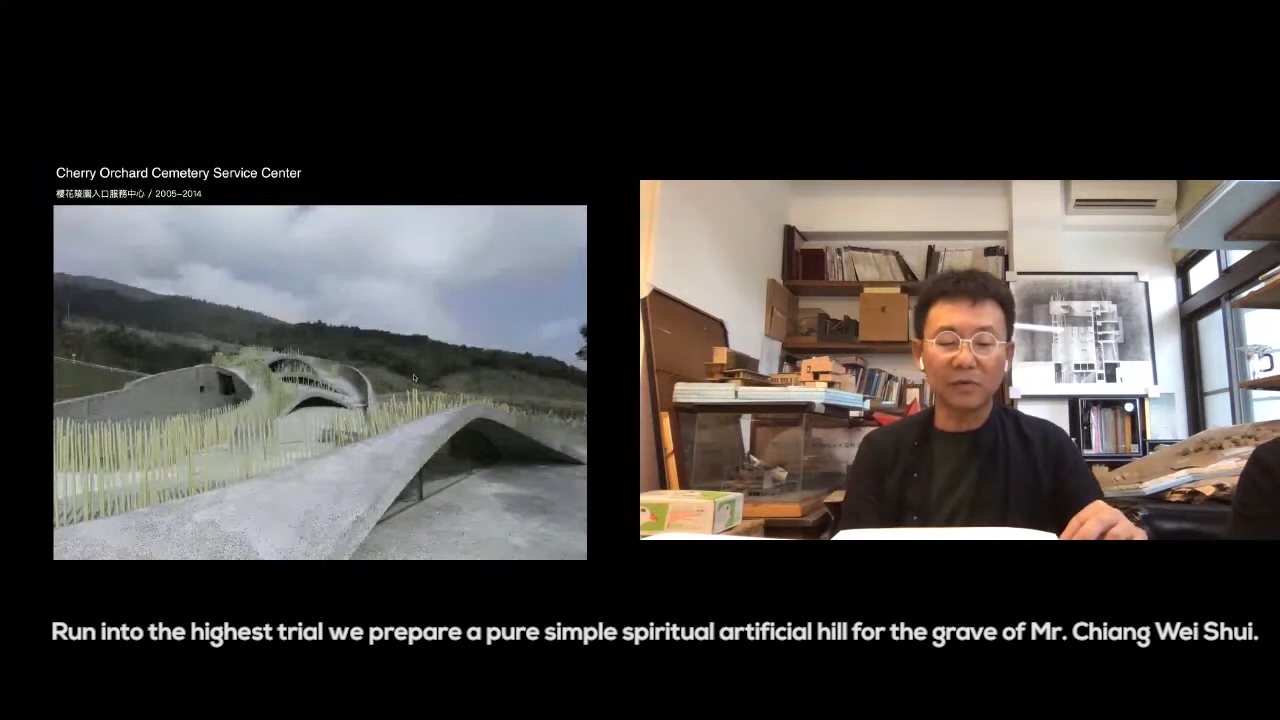 Cherry Orchard Cemetery Service Center
櫻花陵園入口服務中心 / 2005–2014
Run into the highest trial we prepare a pure simple spiritual artificial hill for the grave of Mr. Chiang Wei Shui.